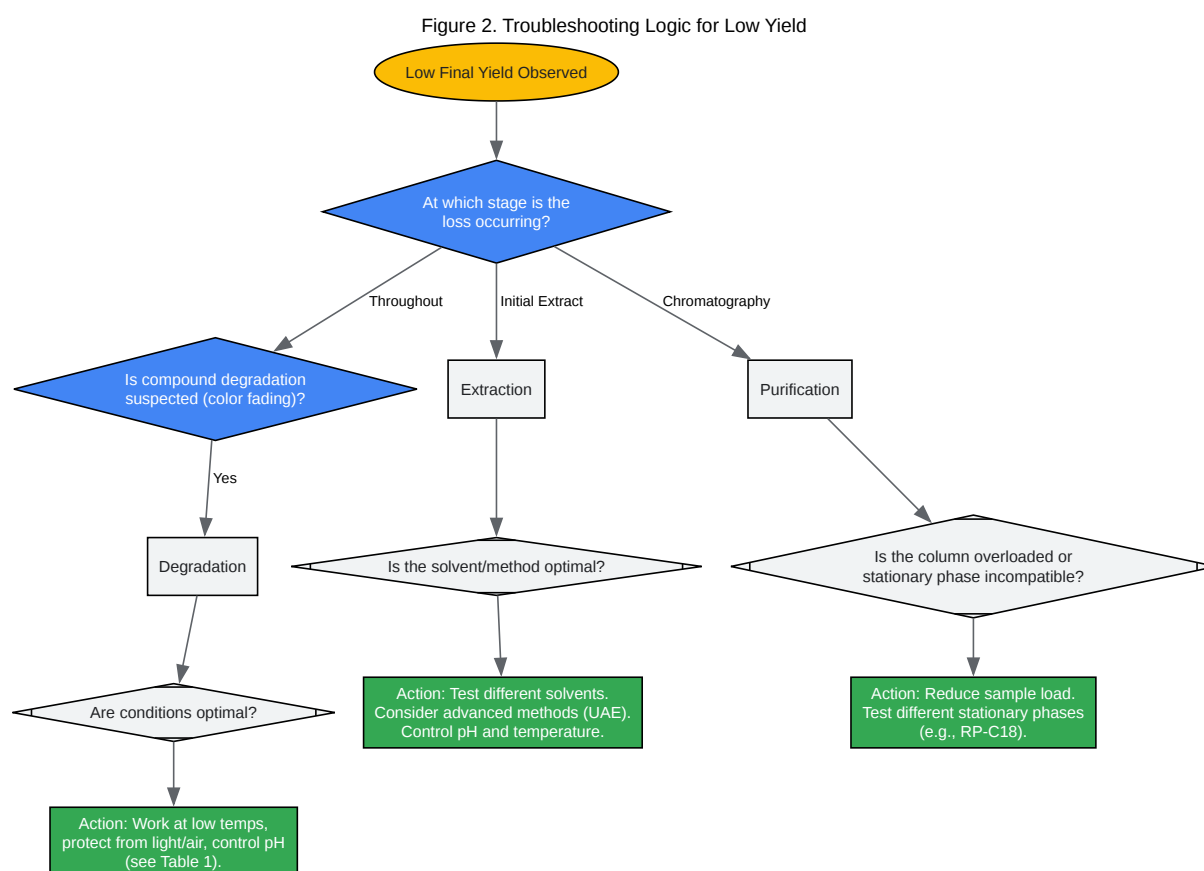 Figure 2. Troubleshooting Logic for Low Yield
Low Final Yield Observed
At which stage is the
loss occurring?
Throughout
Initial Extract
Chromatography
Is compound degradation
suspected (color fading)?
Extraction
Purification
Yes
Degradation
Is the solvent/method optimal?
Is the column overloaded or
stationary phase incompatible?
Are conditions optimal?
Action: Test different solvents.
Consider advanced methods (UAE).
Control pH and temperature.
Action: Reduce sample load.
Test different stationary phases
(e.g., RP-C18).
Action: Work at low temps,
protect from light/air, control pH
(see Table 1).